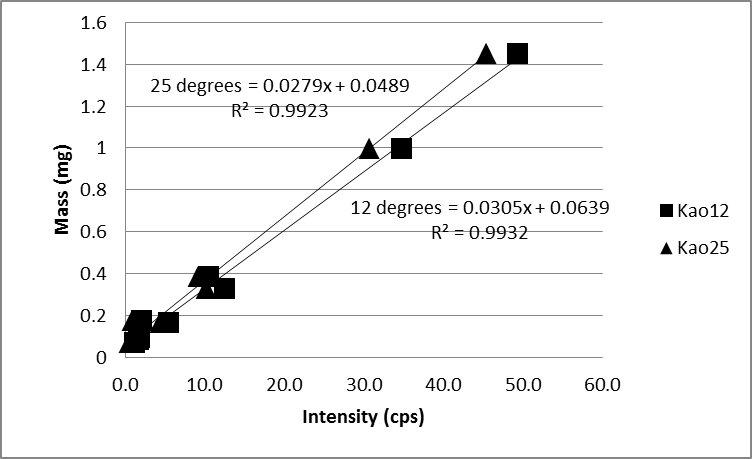 1.6
1.4
1.2
1
0.8
0.6
0.4
0.2
0
Mass (mg)
25 degrees = 0.0279x + 0.0489
R² = 0.9923
12 degrees = 0.0305x + 0.0639
R² = 0.9932
Kao12
Kao25
0.0 10.0 20.0 30.0 40.0 50.0 60.0
Intensity (cps)